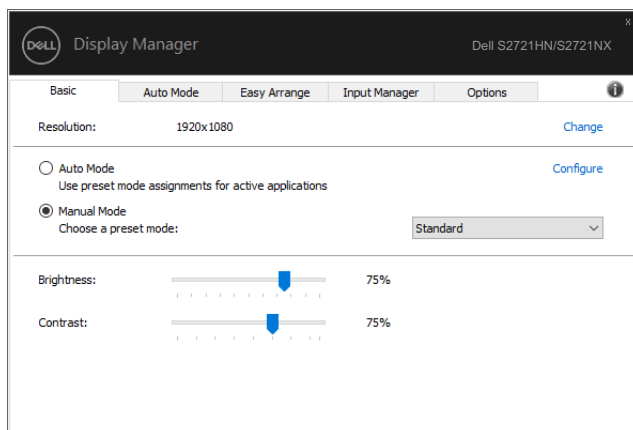 x
DELL Display Manager Dell S2721HN/S2721NX
Basic Auto Mode Easy Arrange Input Manager Options i
Resolution: 1920x1080 Change
Auto Mode Configure
Use preset mode assignments for active applications
Manual Mode
Choose a preset mode: Standard
Brightness: 75%
Contrast: 75%